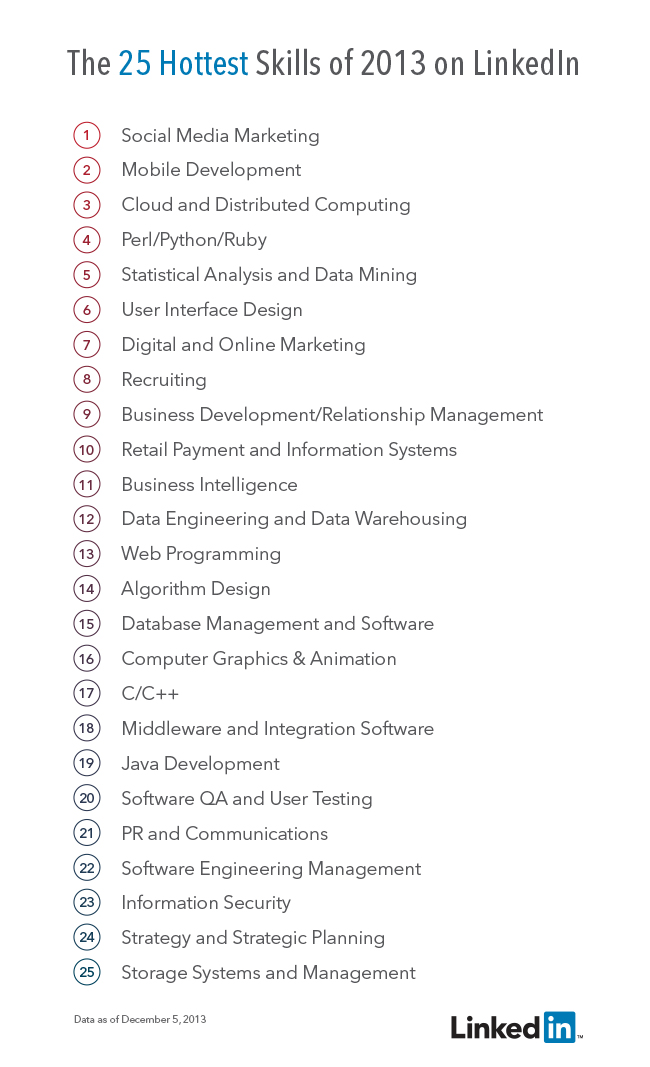 The 25 Hottest Skills of 2013 on LinkedIn
1 Social Media Marketing
2 Mobile Development
3 Cloud and Distributed Computing
4 Perl/Python/Ruby
5 Statistical Analysis and Data Mining
6 User Interface Design
7 Digital and Online Marketing
8 Recruiting
9 Business Development/Relationship Management
10 Retail Payment and Information Systems
11 Business Intelligence
12 Data Engineering and Data Warehousing
13 Web Programming
14 Algorithm Design
15 Database Management and Software
16 Computer Graphics & Animation
17 C/C++
18 Middleware and Integration Software
19 Java Development
20 Software QA and User Testing
21 PR and Communications
22 Software Engineering Management
23 Information Security
24 Strategy and Strategic Planning
25 Storage Systems and Management
Data as of December 5, 2013
Linked in ™